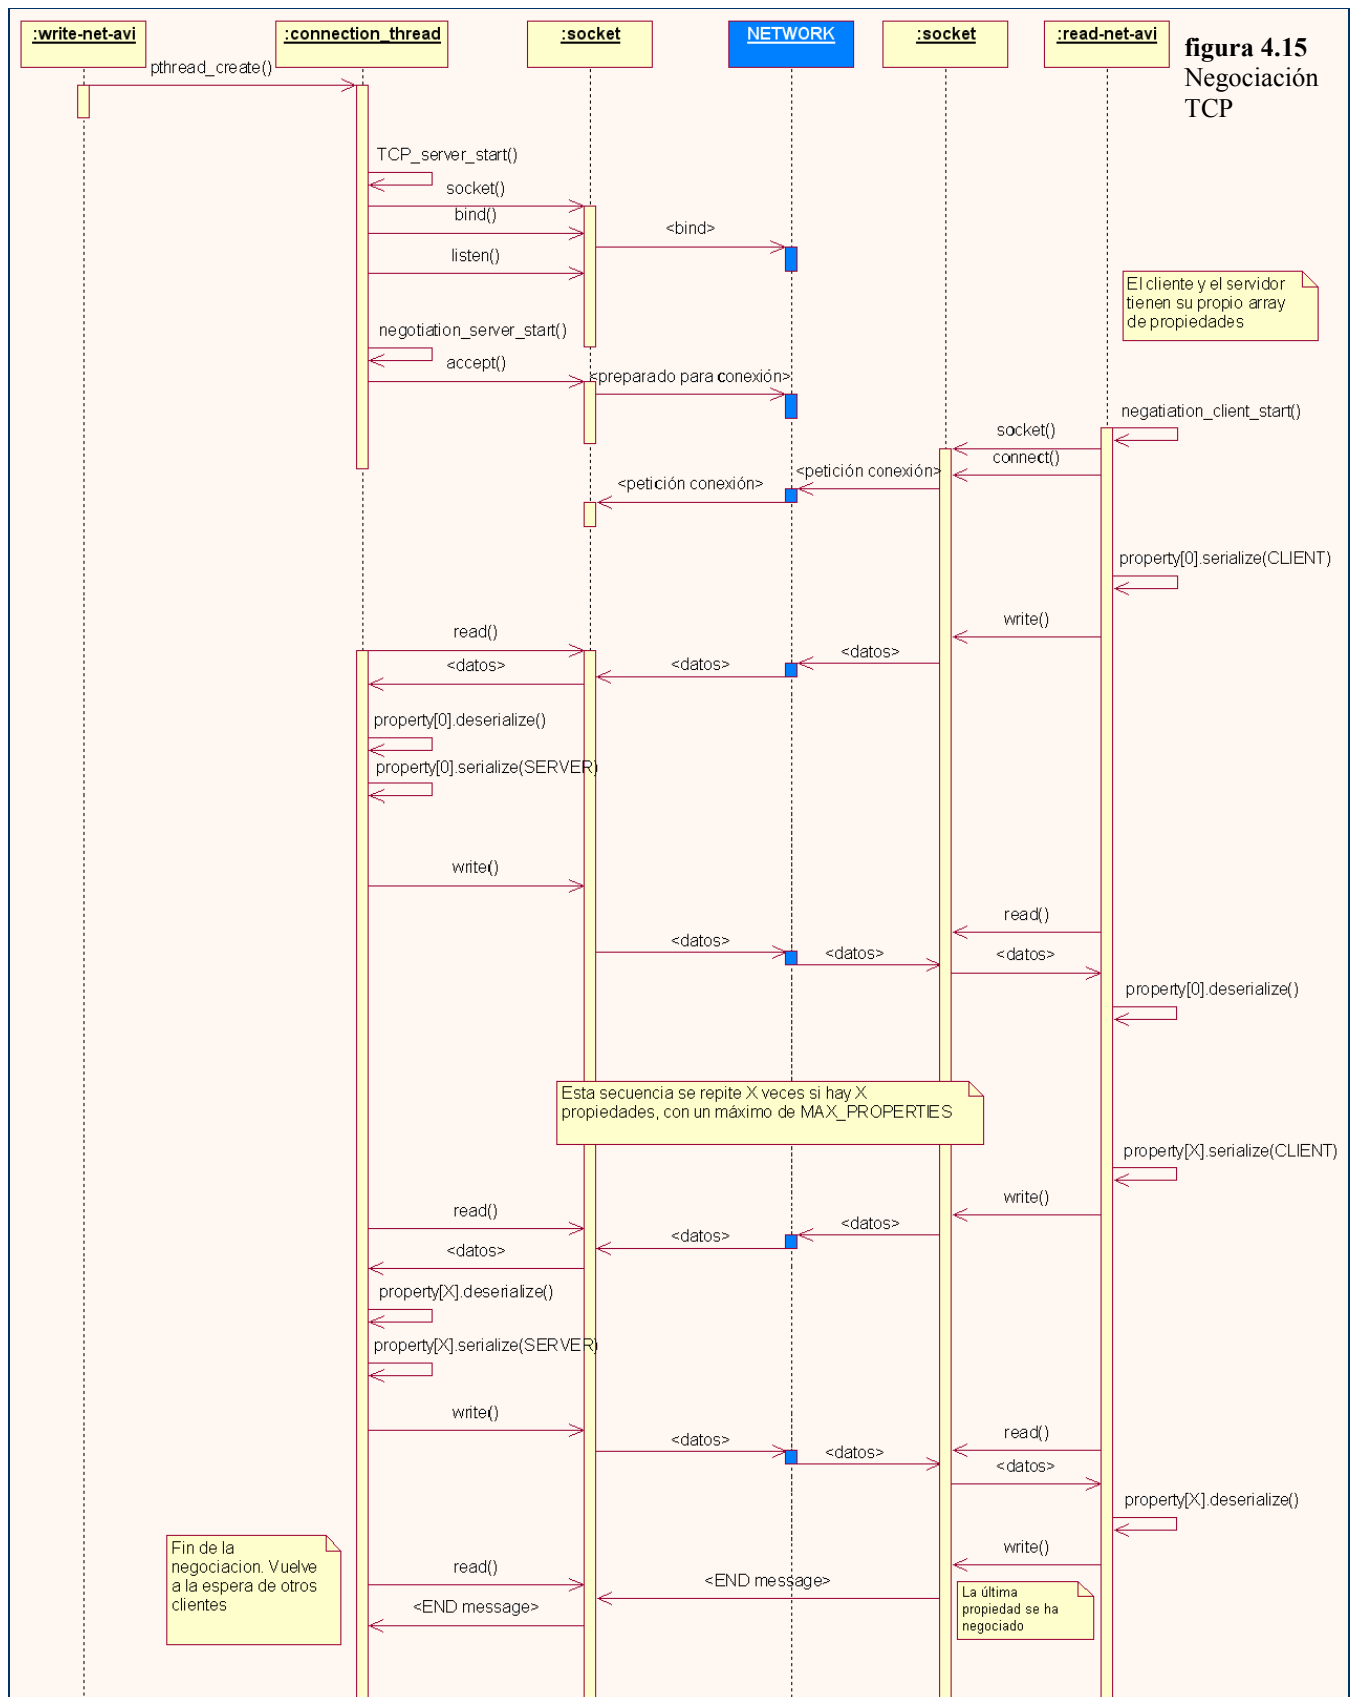 :write-net-avi
:connection_thread
:socket
NETWORK
:socket
:read-net-avi
figura 4.15
Negociación
TCP
pthread_create()
TCP_server_start()
socket()
bind()
<bind>
listen()
El cliente y el servidor
tienen su propio array
de propiedades
negotiation_server_start()
accept()
<preparado para conexión>
negatiation_client_start()
socket()
connect()
<petición conexión>
<petición conexión>
property[0].serialize(CLIENT)
write()
read()
<datos>
<datos>
<datos>
property[0].deserialize()
property[0].serialize(SERVER)
write()
read()
<datos>
<datos>
<datos>
property[0].deserialize()
Esta secuencia se repite X veces si hay X
propiedades, con un máximo de MAX_PROPERTIES
property[X].serialize(CLIENT)
write()
read()
<datos>
<datos>
<datos>
property[X].deserialize()
property[X].serialize(SERVER)
write()
read()
<datos>
<datos>
<datos>
property[X].deserialize()
Fin de la
negociacion. Vuelve
a la espera de otros
clientes
write()
read()
<END message>
La última
propiedad se ha
negociado
<END message>